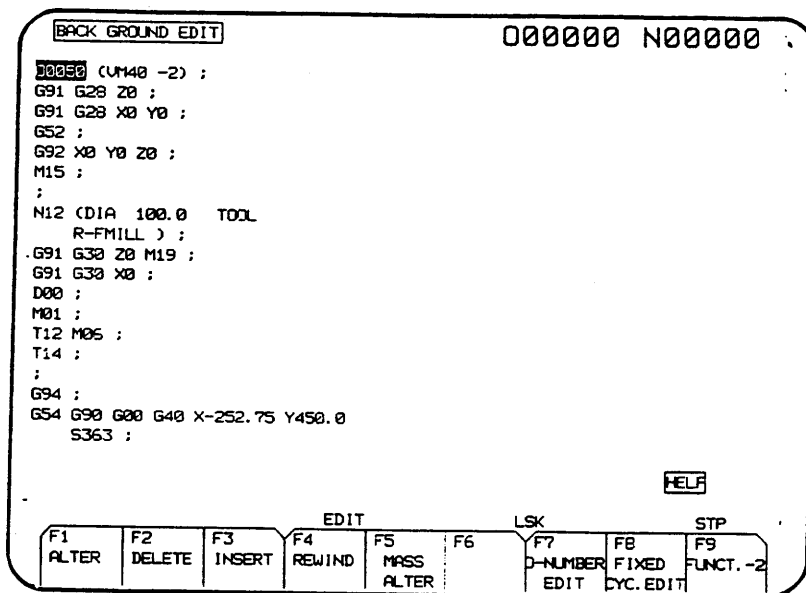 BACK GROUND EDIT
O00000 N00000
O0050 (VM40 -2) ;
G91 G28 Z0 ;
G91 G28 X0 Y0 ;
G52 ;
G92 X0 Y0 Z0 ;
M15 ;
;
N12 (DIA 100.0 TOOL
R-FMILL ) ;
G91 G30 Z0 M19 ;
G91 G30 X0 ;
D00 ;
M01 ;
T12 M06 ;
T14 ;
;
G94 ;
G54 G90 G00 G40 X-252.75 Y450.0
S363 ;
HELP
EDIT LSK STP
F1 F2 F3 F4 F5 F6 F7 F8 F9
ALTER DELETE INSERT REWIND MASS O-NUMBER FIXED FUNCT.-2
ALTER EDIT CYC.EDIT